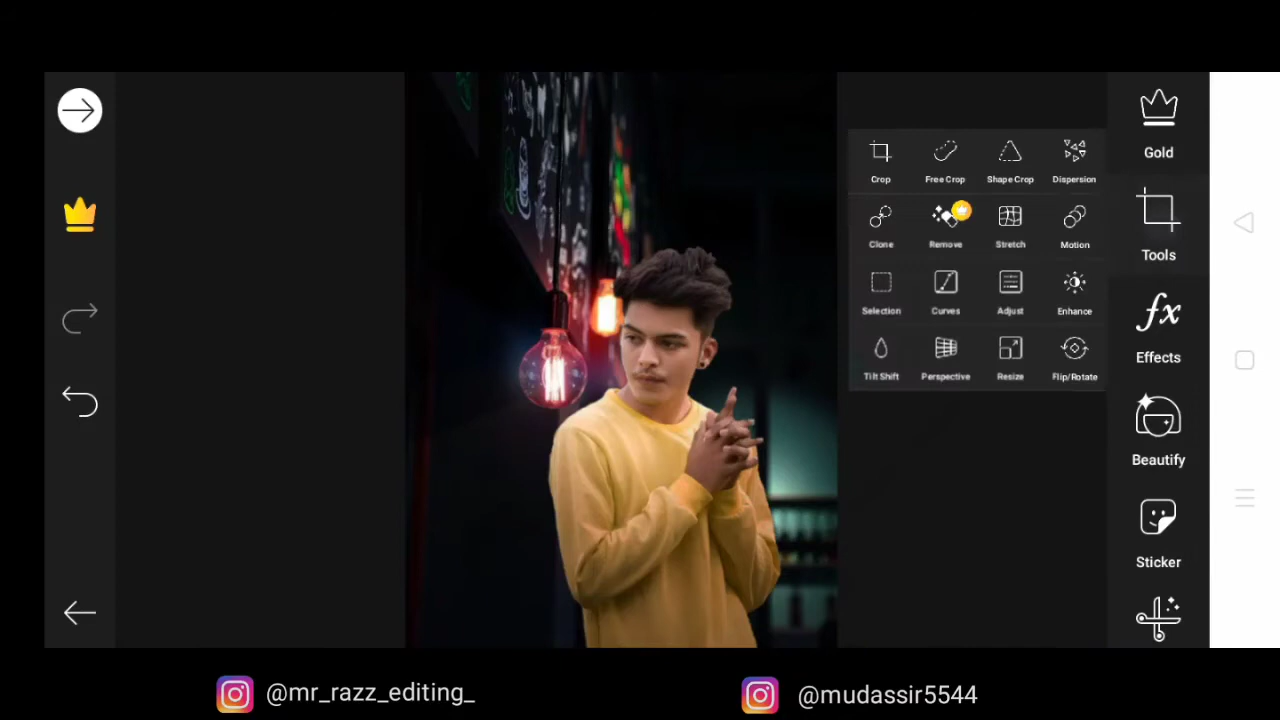 Gold
Crop Free Crop Shape Crop Dispersion
Tools
Clone Remove Stretch Motion
Selection Curves Adjust Enhance
fx
Effects
Tilt Shift Perspective Resize Flip/Rotate
Beautify
Sticker
@mr_razz_editing_
@mudassir5544